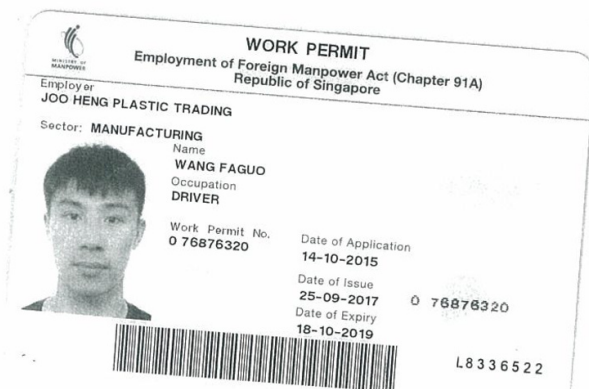 MINISTRY OF
MANPOWER
WORK PERMIT
Employment of Foreign Manpower Act (Chapter 91A)
Republic of Singapore
Employer
JOO HENG PLASTIC TRADING
Sector: MANUFACTURING
Name
WANG FAGUO
Occupation
DRIVER
Work Permit No.
0 76876320
Date of Application
14-10-2015
Date of Issue
25-09-2017
0 76876320
Date of Expiry
18-10-2019
L8336522